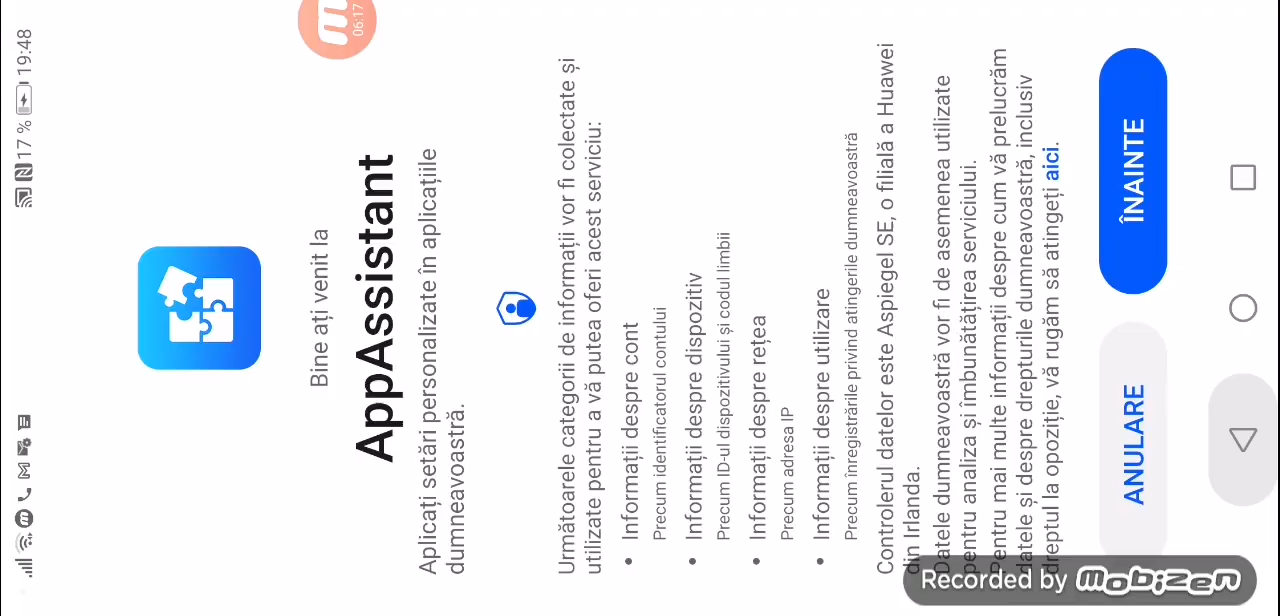 17 % 19:48
06:17
Bine ați venit la
AppAssistant
Aplicați setări personalizate în aplicațiile
dumneavoastră.
Următoarele categorii de informații vor fi colectate și
utilizate pentru a vă putea oferi acest serviciu:
• Informații despre cont
Precum identificatorul contului
• Informații despre dispozitiv
Precum ID-ul dispozitivului și codul limbii
• Informații despre rețea
Precum adresa IP
• Informații despre utilizare
Precum înregistrările privind atingerile dumneavoastră
Controlerul datelor este Aspiegel SE, o filială a Huawei
din Irlanda.
Datele dumneavoastră vor fi de asemenea utilizate
pentru analiza și îmbunătățirea serviciului.
Pentru mai multe informații despre cum vă prelucrăm
datele și despre drepturile dumneavoastră, inclusiv
dreptul la opoziție, vă rugăm să atingeți aici.
ANULARE
ÎNAINTE
Recorded by mobizen